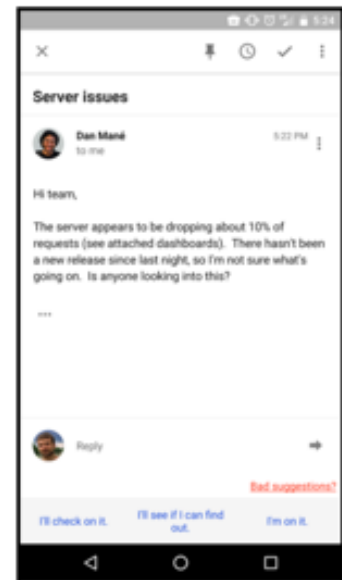 5:24
Server issues
Dan Mané
5:22 PM
to me
Hi team,
The server appears to be dropping about 10% of
requests (see attached dashboards).  There hasn't been
a new release since last night, so I'm not sure what's
going on.  Is anyone looking into this?
...
Reply
Bad suggestions?
I'll check on it.
I'll see if I can find
out.
I'm on it.